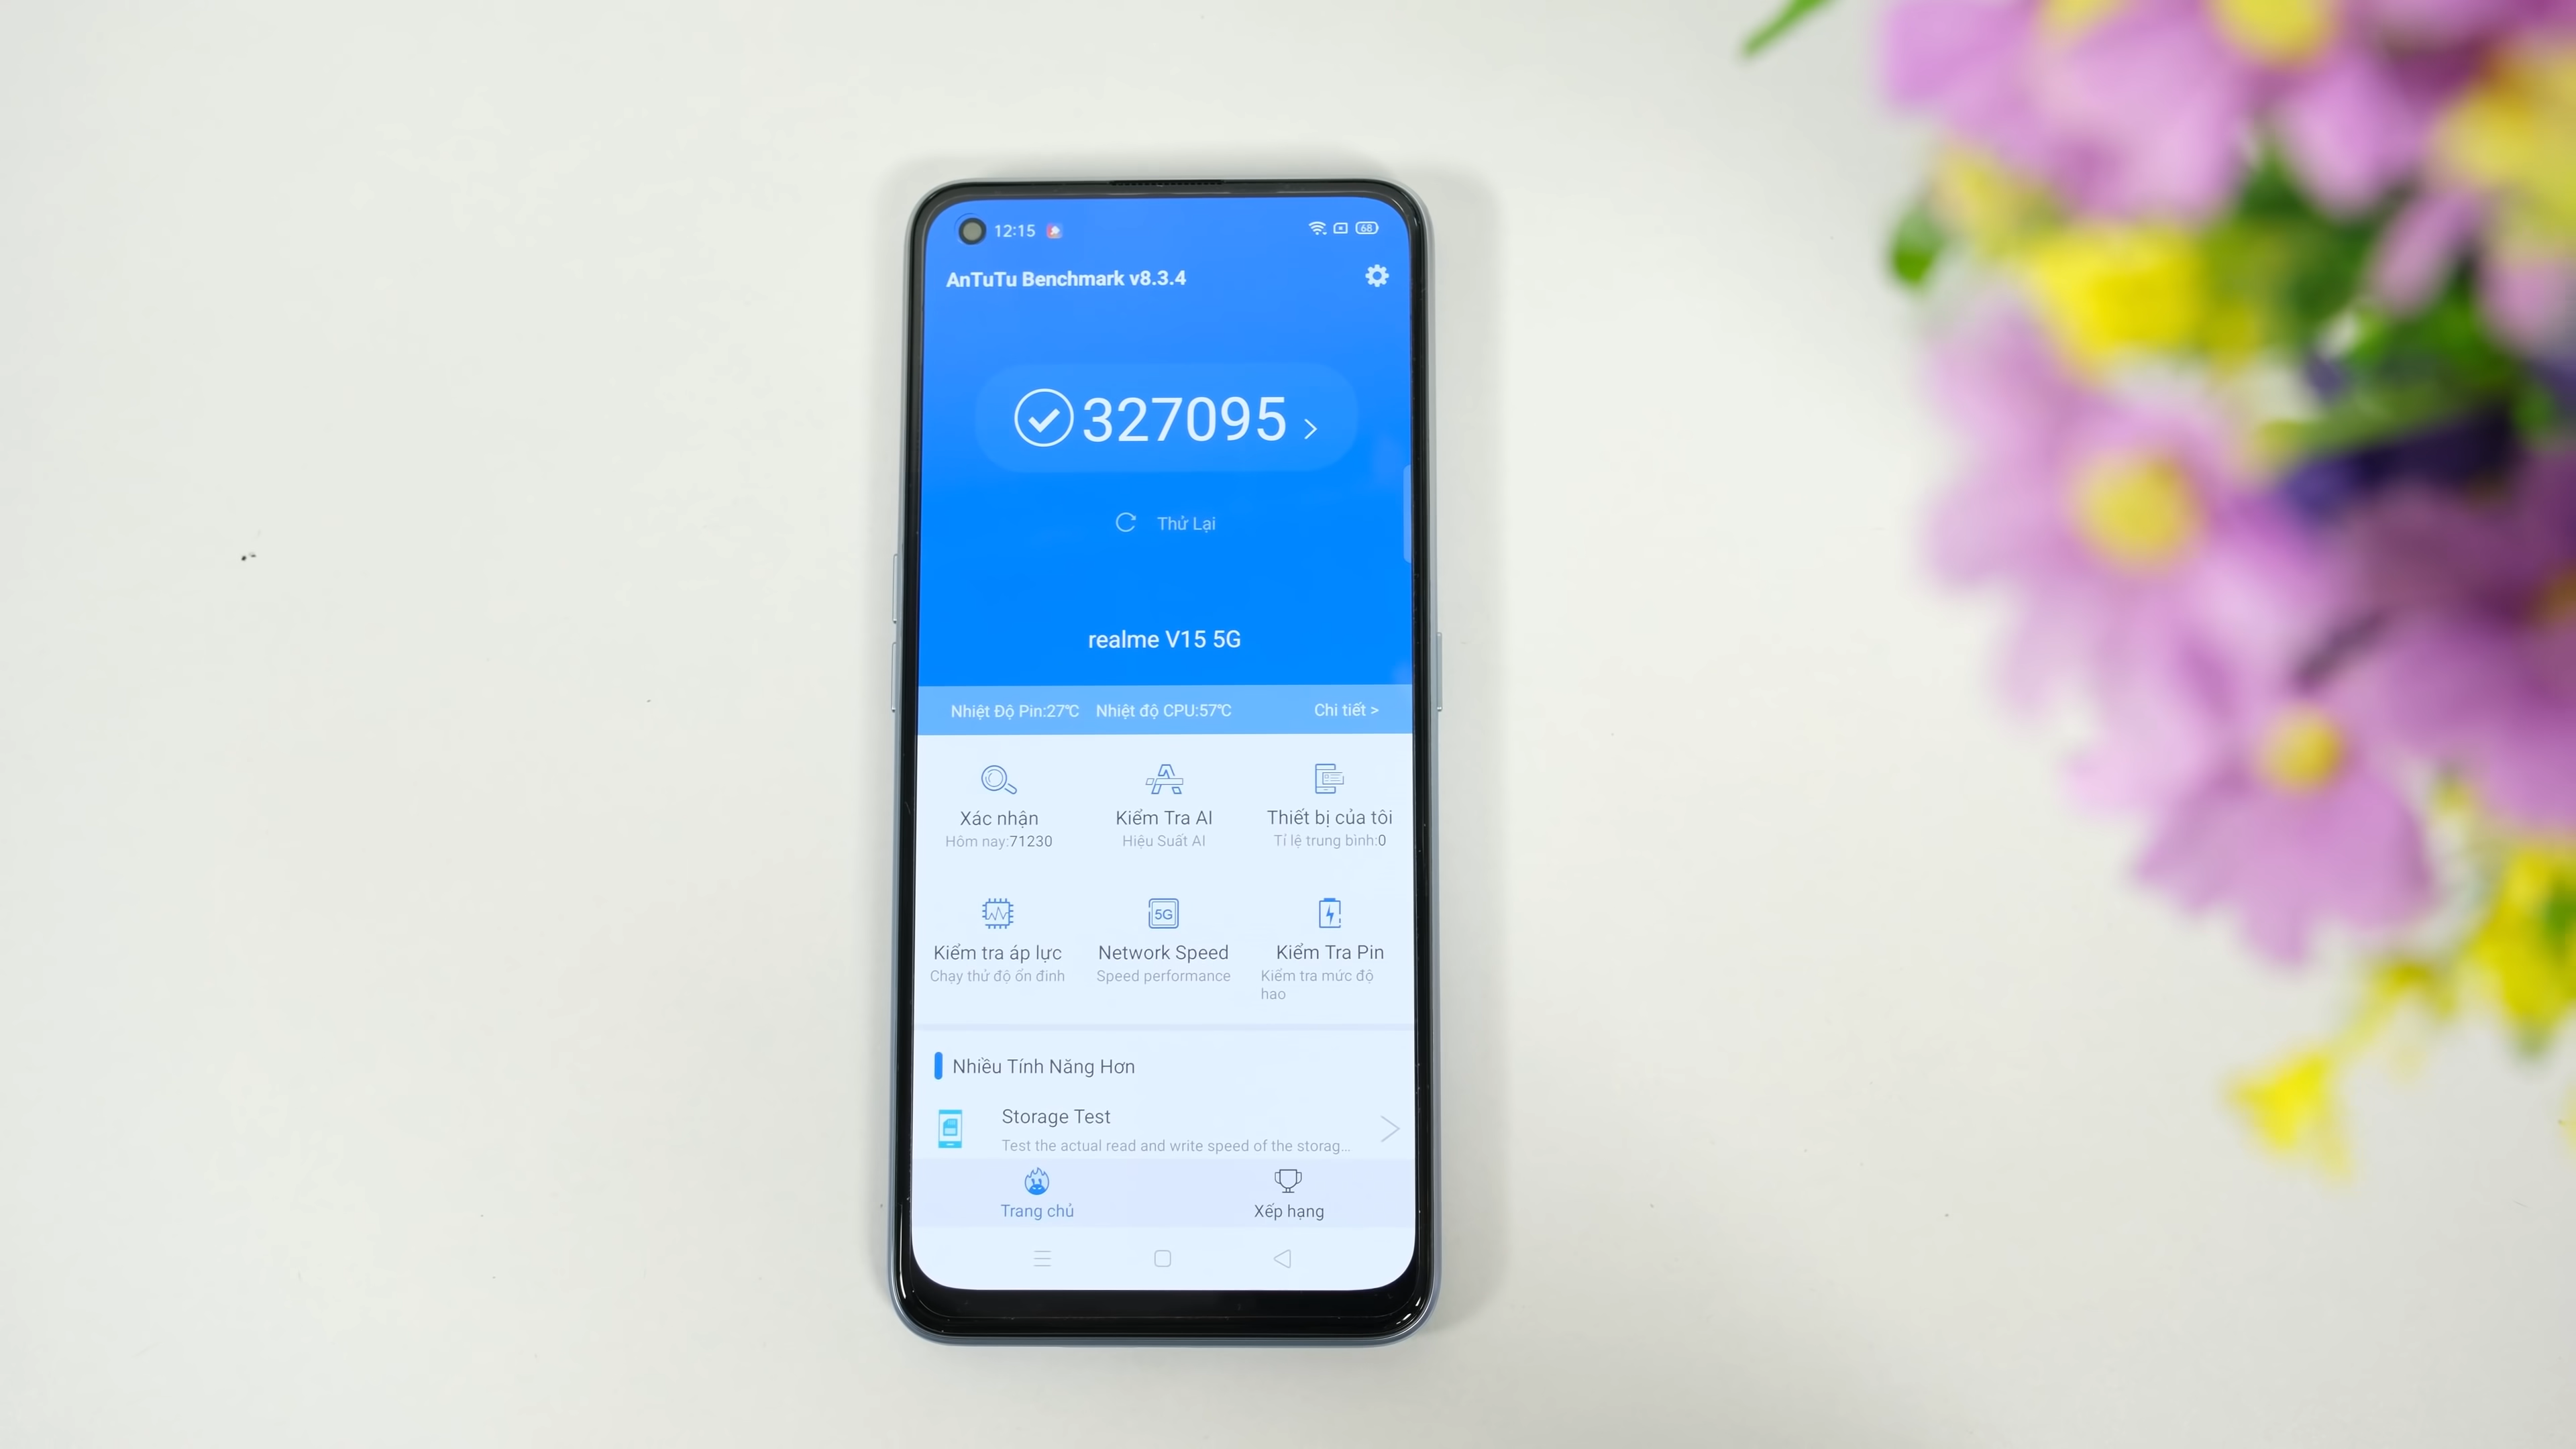 12:15
68
AnTuTu Benchmark v8.3.4
327095
Thử Lại
realme V15 5G
Nhiệt Độ Pin:27℃ Nhiệt độ CPU:57℃ Chi tiết >
Xác nhận
Hôm nay:71230
Kiểm Tra AI
Hiệu Suất AI
Thiết bị của tôi
Tỉ lệ trung bình:0
Kiểm tra áp lực
Chạy thử độ ổn đinh
5G
Network Speed
Speed performance
Kiểm Tra Pin
Kiểm tra mức độ
hao
Nhiều Tính Năng Hơn
Storage Test
Test the actual read and write speed of the storag...
Trang chủ
Xếp hạng